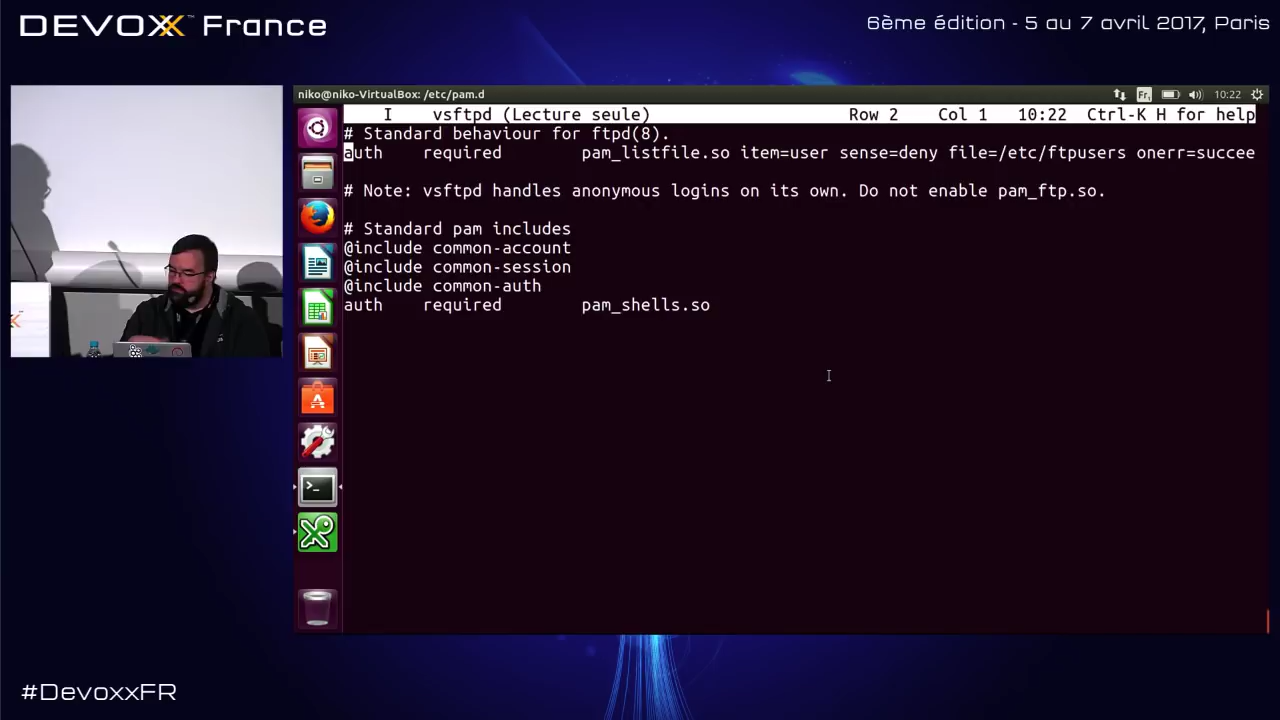 DEVOXX™ France
6ème édition - 5 au 7 avril 2017, Paris
niko@niko-VirtualBox: /etc/pam.d
Fr
10:22
I vsftpd (Lecture seule) Row 2 Col 1 10:22 Ctrl-K H for help
# Standard behaviour for ftpd(8).
auth required pam_listfile.so item=user sense=deny file=/etc/ftpusers onerr=succee
# Note: vsftpd handles anonymous logins on its own. Do not enable pam_ftp.so.
# Standard pam includes
@include common-account
@include common-session
@include common-auth
auth required pam_shells.so
#DevoxxFR